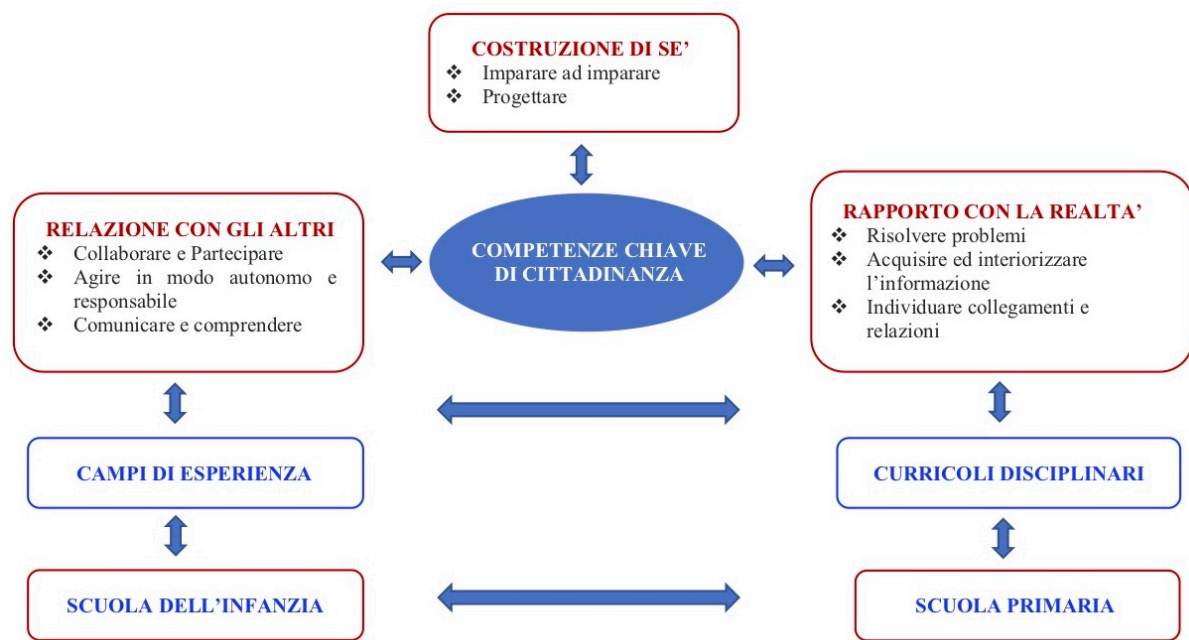 COSTRUZIONE DI SE’
❖ Imparare ad imparare
❖ Progettare
RELAZIONE CON GLI ALTRI
❖ Collaborare e Partecipare
❖ Agire in modo autonomo e
responsabile
❖ Comunicare e comprendere
COMPETENZE CHIAVE
DI CITTADINANZA
RAPPORTO CON LA REALTA’
❖ Risolvere problemi
❖ Acquisire ed interiorizzare
l’informazione
❖ Individuare collegamenti e
relazioni
CAMPI DI ESPERIENZA
CURRICOLI DISCIPLINARI
SCUOLA DELL’INFANZIA
SCUOLA PRIMARIA